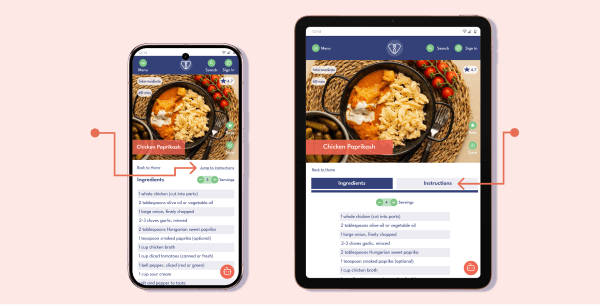 Menu
Search
Sign In
Intermediate
4.7
60 min
Chicken Paprikash
Back to Home
Jump to Instructions
Ingredients
4
Servings
1 whole chicken (cut into parts)
2 tablespoons olive oil or vegetable oil
1 large onion, finely chopped
2-3 cloves garlic, minced
2 tablespoons Hungarian sweet paprika
1 teaspoon smoked paprika (optional)
1 cup chicken broth
1 cup diced tomatoes (canned or fresh)
1 bell pepper, sliced (red or green)
1 cup sour cream
salt and pepper to taste
Menu
Search
Sign In
Intermediate
4.7
60 min
Chicken Paprikash
Back to Home
Ingredients
Instructions
4
Servings
1 whole chicken (cut into parts)
2 tablespoons olive oil or vegetable oil
1 large onion, finely chopped
2-3 cloves garlic, minced
2 tablespoons Hungarian sweet paprika
1 teaspoon smoked paprika (optional)
1 cup chicken broth